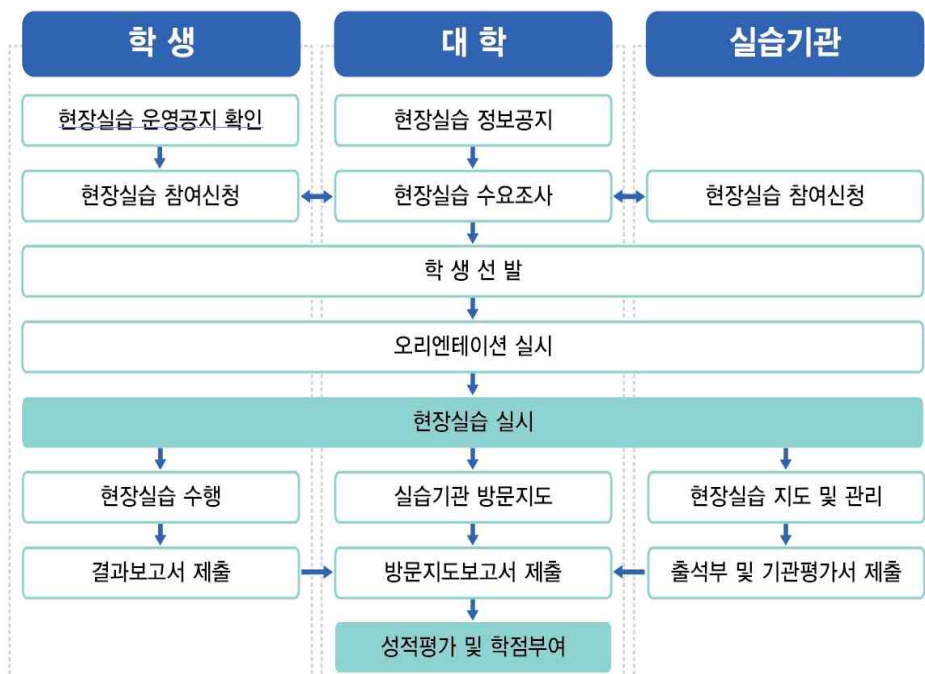 학 생
대 학
실습기관
현장실습 운영공지 확인
현장실습 정보공지
현장실습 참여신청
현장실습 수요조사
현장실습 참여신청
학 생 선 발
오리엔테이션 실시
현장실습 실시
현장실습 수행
실습기관 방문지도
현장실습 지도 및 관리
결과보고서 제출
방문지도보고서 제출
출석부 및 기관평가서 제출
성적평가 및 학점부여